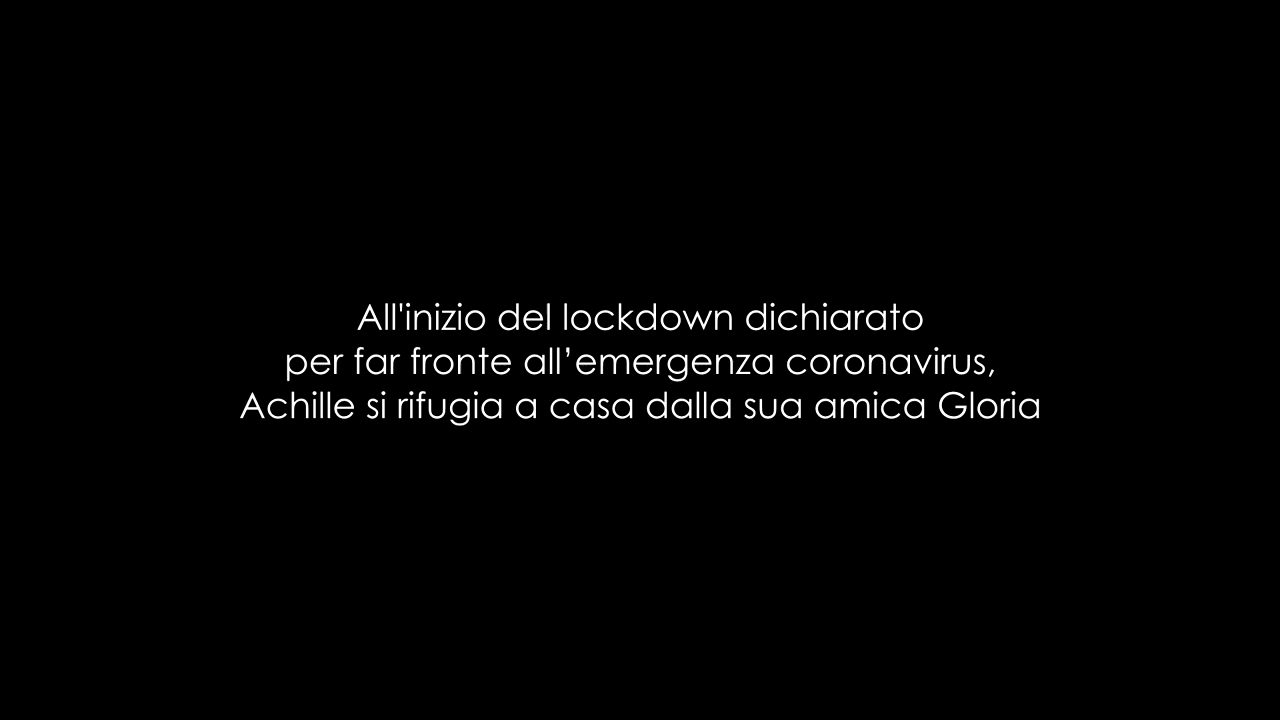 All'inizio del lockdown dichiarato
per far fronte all’emergenza coronavirus,
Achille si rifugia a casa dalla sua amica Gloria